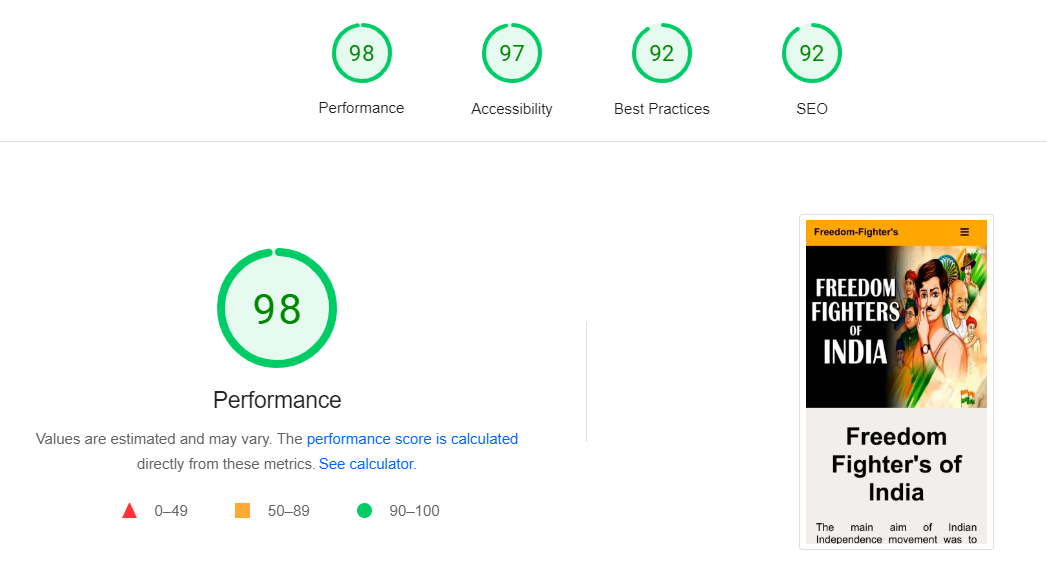 98
97
92
92
Performance
Accessibility
Best Practices
SEO
98
Performance
Values are estimated and may vary. The performance score is calculated
directly from these metrics. See calculator.
0–49
50–89
90–100
Freedom-Fighter's
FREEDOM
FIGHTERS
OF
INDIA
Freedom
Fighter's of
India
The main aim of Indian
Independence movement was to